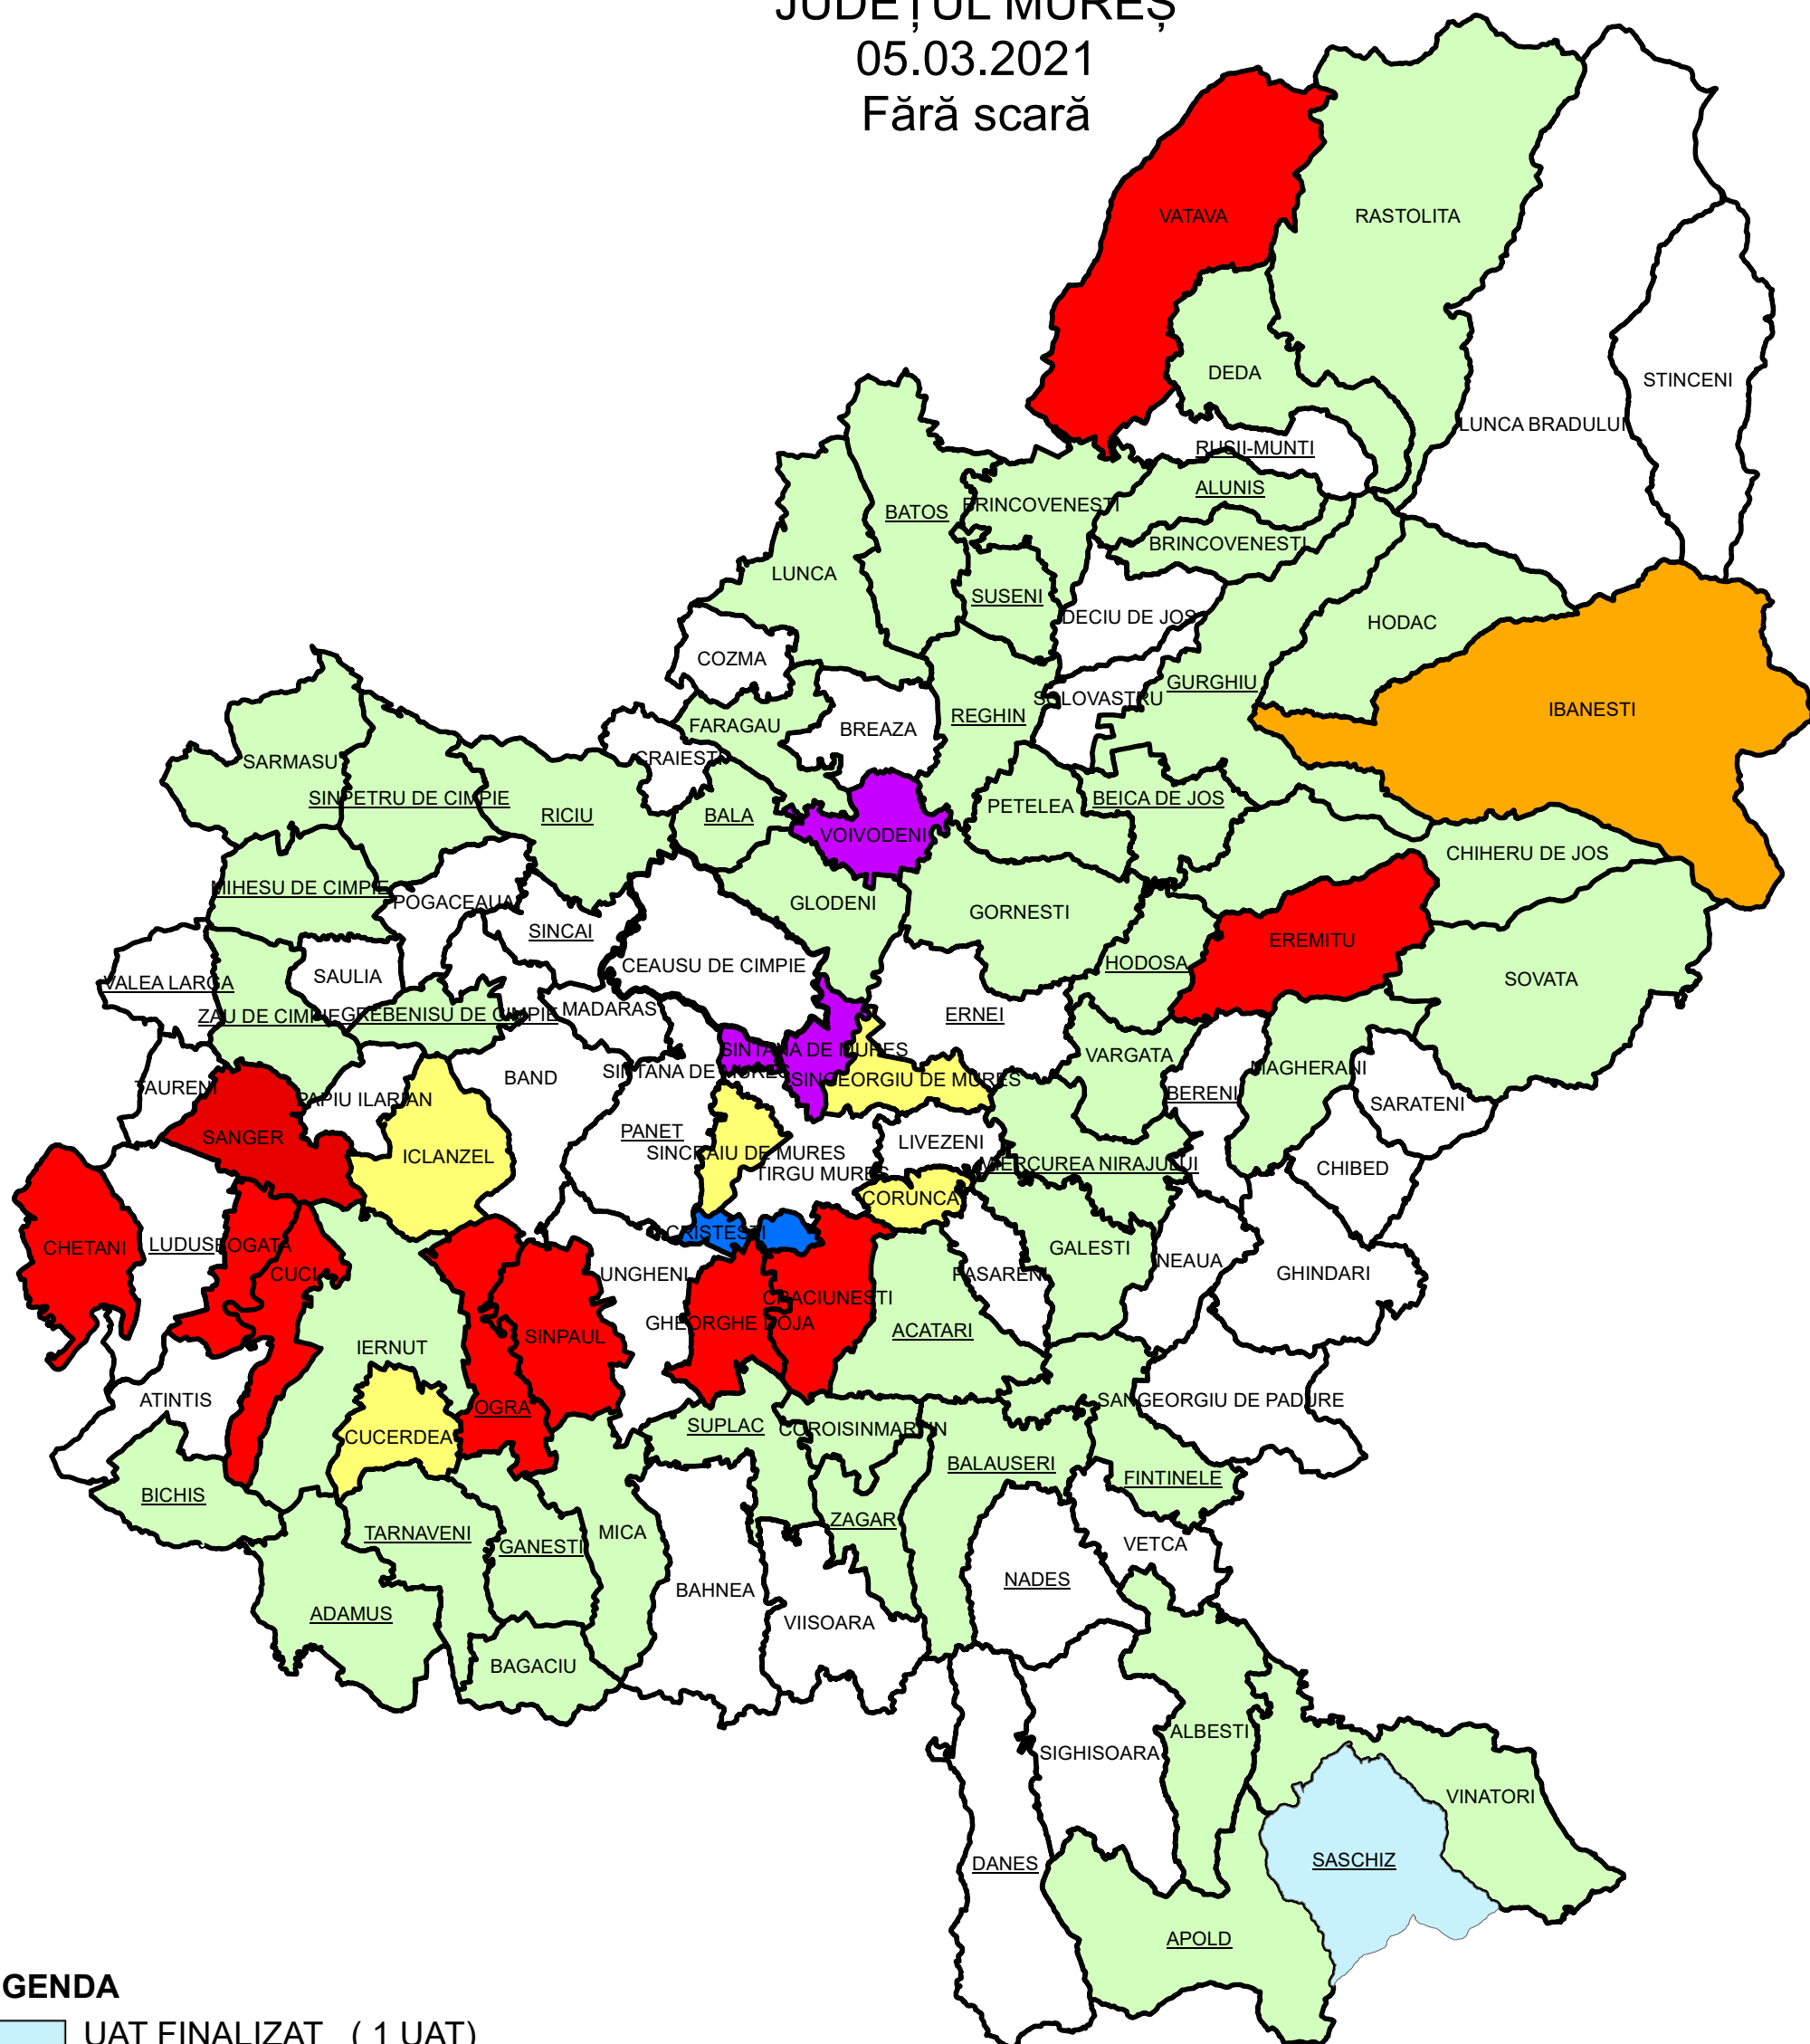 JUDEȚUL MUREȘ
05.03.2021
Fără scară
VATAVA
RASTOLITA
DEDA
STINCENI
LUNCA BRADULUI
RUSII-MUNTI
ALUNIS
BRINCOVENESTI
BATOS
BRINCOVENESTI
LUNCA
SUSENI
DECIU DE JOS
HODAC
COZMA
GURGHIU
SOLOVASTRU
IBANESTI
FARAGAU
BREAZA
REGHIN
CRAIESTI
SARMASU
SINPETRU DE CIMPIE
RICIU
BALA
VOIVODENI
PETELEA
BEICA DE JOS
CHIHERU DE JOS
MIHESU DE CIMPIE
POGACEAUA
GLODENI
GORNESTI
SINCAI
EREMITU
CEAUSU DE CIMPIE
HODOSA
SAULIA
VALEA LARGA
SOVATA
ZAU DE CIMPIE
GREBENISU DE CIMPIE
MADARAS
ERNEI
SINTANA DE MURES
VARGATA
SINTANA DE MURES
SINGEORGIU DE MURES
MAGHERANI
BAND
TAURENI
PAPIU ILARIAN
BERENI
SARATENI
SANGER
PANET
LIVEZENI
ICLANZEL
SINCRAIU DE MURES
TIRGU MURES
MIERCUREA NIRAJULUI
CHIBED
CORUNCA
CRISTESTI
CHETANI
LUDUS
BOGATA
GALESTI
CUCI
UNGHENI
PASARENI
NEAUA
GHINDARI
CRACIUNESTI
GHEORGHE DOJA
SINPAUL
ACATARI
IERNUT
ATINTIS
OGRA
SANGEORGIU DE PADURE
SUPLAC
COROISINMARTIN
CUCERDEA
BALAUSERI
FINTINELE
BICHIS
ZAGAR
TARNAVENI
GANESTI
MICA
VETCA
NADES
BAHNEA
ADAMUS
VIISOARA
BAGACIU
ALBESTI
SIGHISOARA
VINATORI
SASCHIZ
DANES
APOLD
GENDA
UAT FINALIZAT ( 1 UAT)